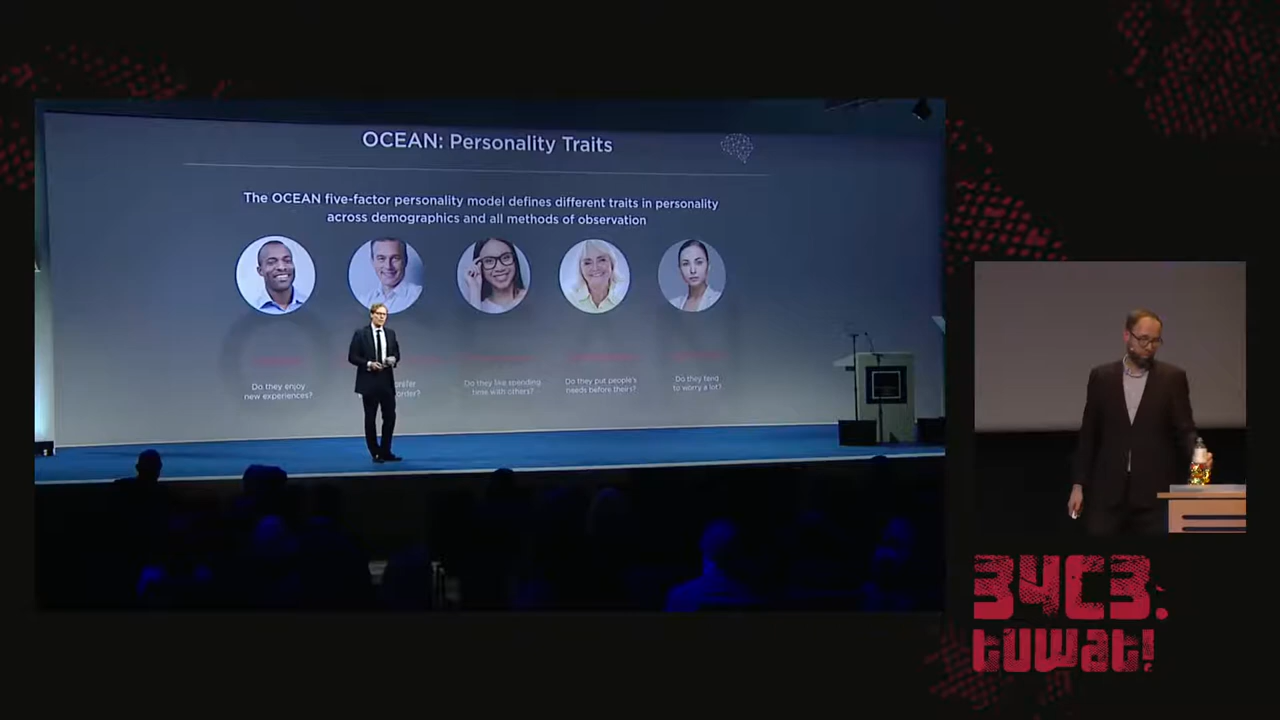 OCEAN: Personality Traits
The OCEAN five-factor personality model defines different traits in personality
across demographics and all methods of observation
Do they enjoy
new experiences?
prefer
order?
Do they like spending
time with others?
Do they put people's
needs before theirs?
Do they tend
to worry a lot?
34C3:
tuwat!